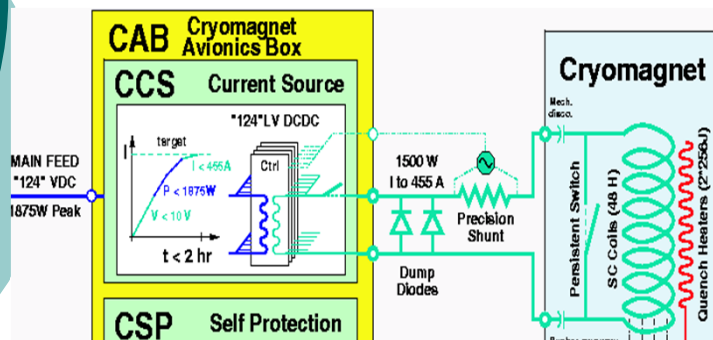 CAB Cryomagnet
Avionics Box
CCS Current Source
"124"LV DCDC
I
target
I < 455A
P < 1875W
V < 10 V
t < 2 hr
Ctrl
MAIN FEED
"124" VDC
1875W Peak
1500 W
I to 455 A
Precision
Shunt
Dump
Diodes
Cryomagnet
Mech.
disco.
Persistent Switch
SC Coils (48 H)
Quench Heaters (2*256J)
CSP Self Protection